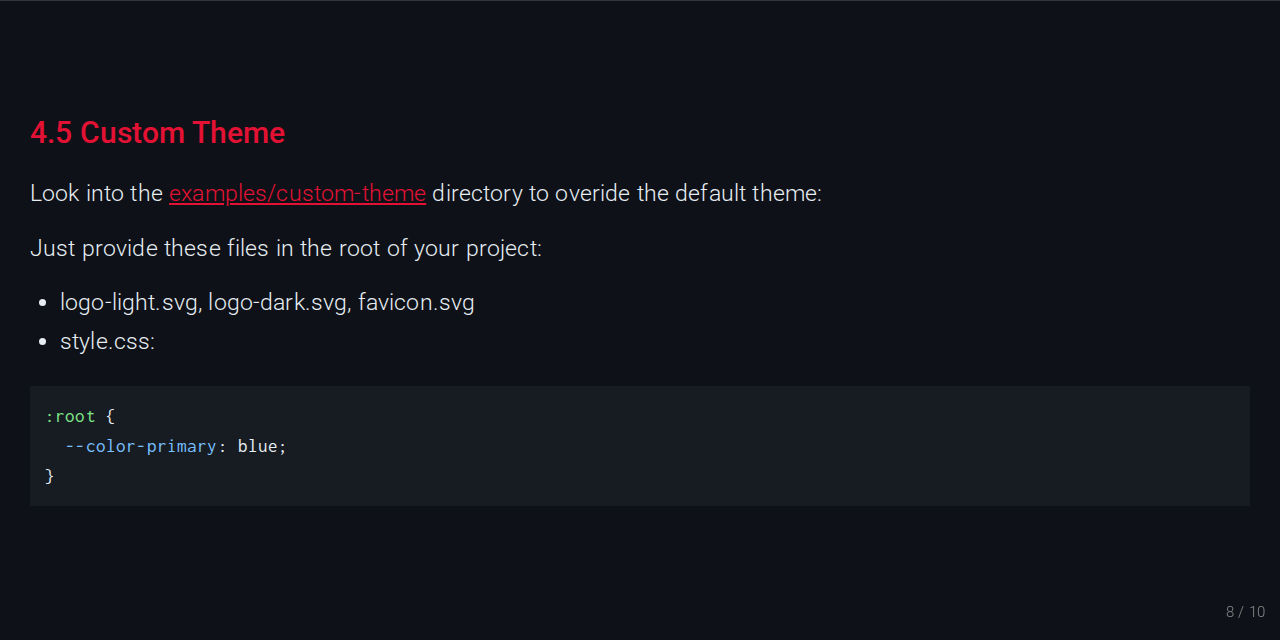 4.5 Custom Theme
Look into the examples/custom-theme directory to overide the default theme:
Just provide these files in the root of your project:
• logo-light.svg, logo-dark.svg, favicon.svg
• style.css:
:root {
  --color-primary: blue;
}
8 / 10